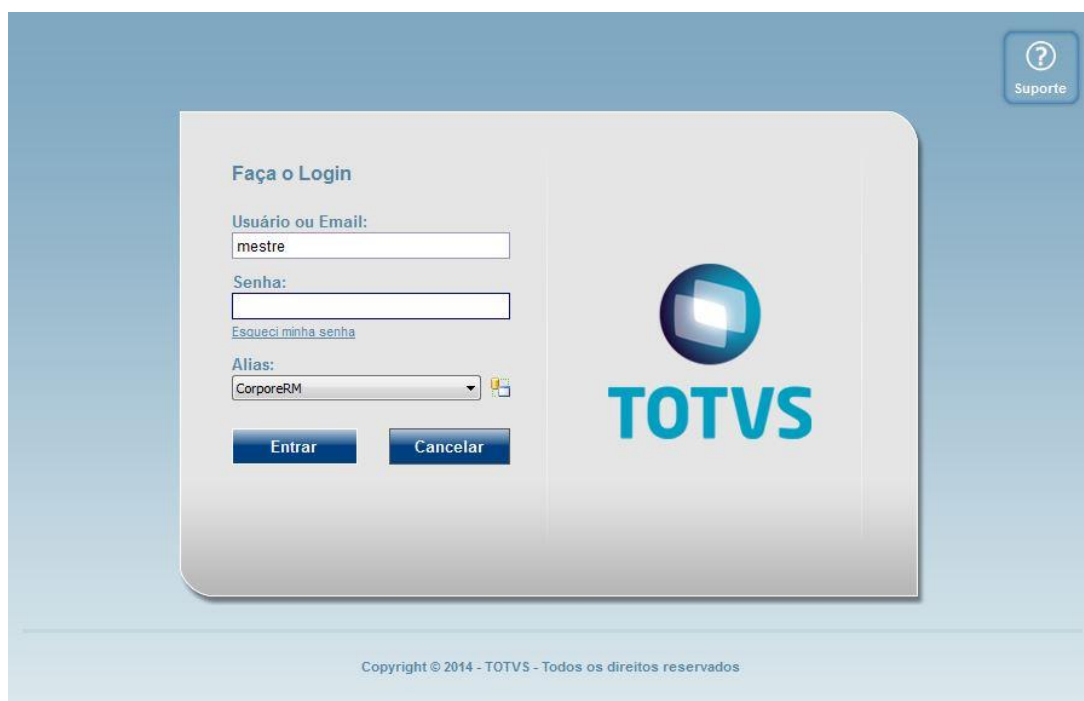 Suporte
Faça o Login
Usuário ou Email:
mestre
Senha:
Esqueci minha senha
Alias:
CorporeRM
Entrar
Cancelar
TOTVS
Copyright © 2014 - TOTVS - Todos os direitos reservados